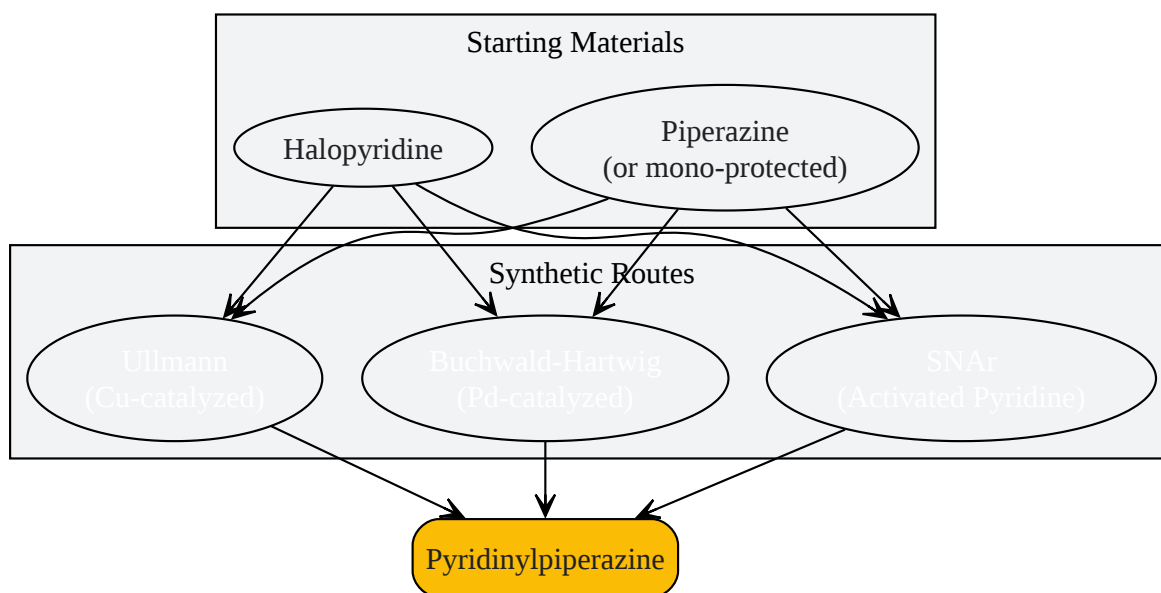 Starting Materials
Halopyridine
Piperazine
(or mono-protected)
Synthetic Routes
Ullmann
(Cu-catalyzed)
Buchwald-Hartwig
(Pd-catalyzed)
SNAr
(Activated Pyridine)
Pyridinylpiperazine